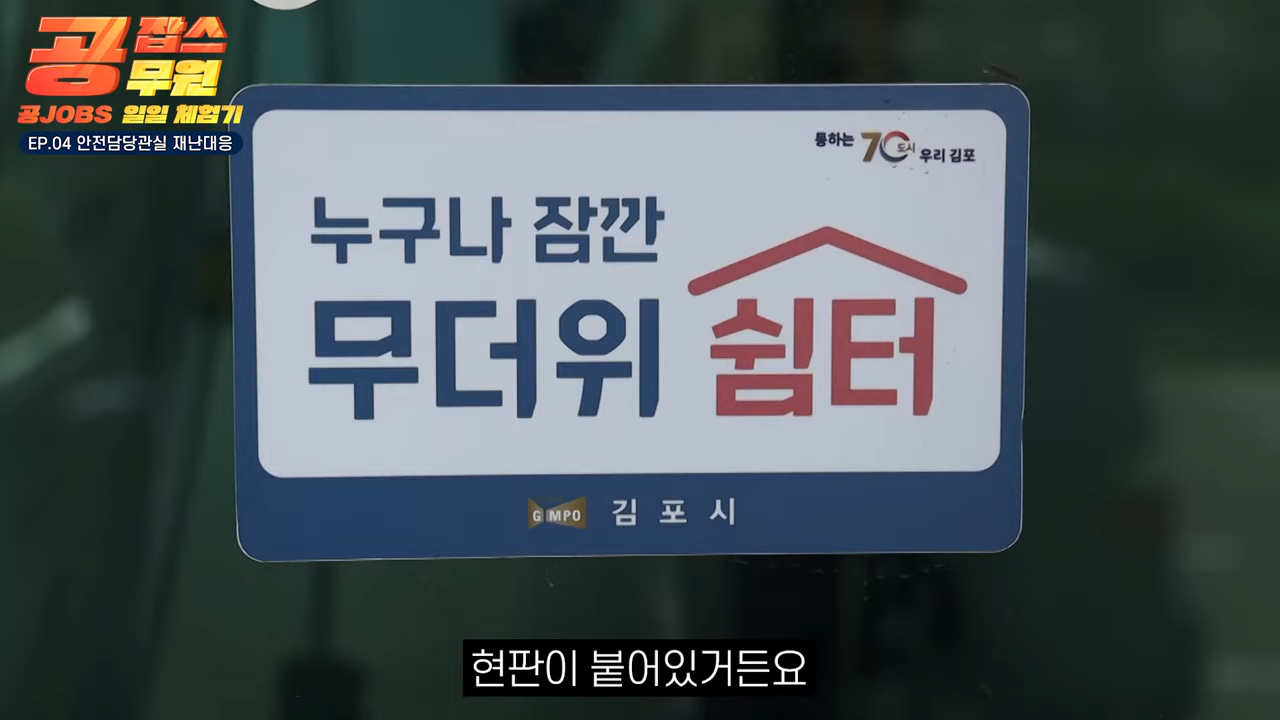 공잡스
무원
공JOBS 일일 체험기
EP.04 안전담당관실 재난대응
통하는 70도시 우리 김포
누구나 잠깐
무더위 쉼터
GIMPO 김포시
현판이 붙어있거든요